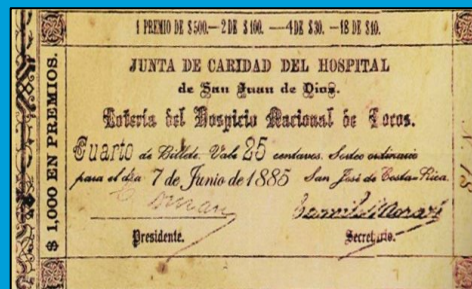 1 PREMIO DE $500.—2 DE $100.—4 DE $30.—18 DE $10.
JUNTA DE CARIDAD DEL HOSPITAL
de San Juan de Dios.
Lotería del Hospicio Nacional de Locos.
Cuarto de Billete. Vale 25 centavos. Sorteo ordinario
para el día 7 de Junio de 1885 San José de Costa-Rica.
Presidente. Secretario.
$ 1,000 EN PREMIOS.